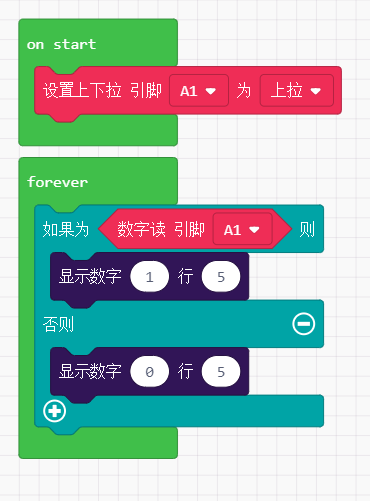 on start
设置上下拉 引脚 A1 为 上拉
forever
如果为 数字读 引脚 A1 则
显示数字 1 行 5
否则
显示数字 0 行 5